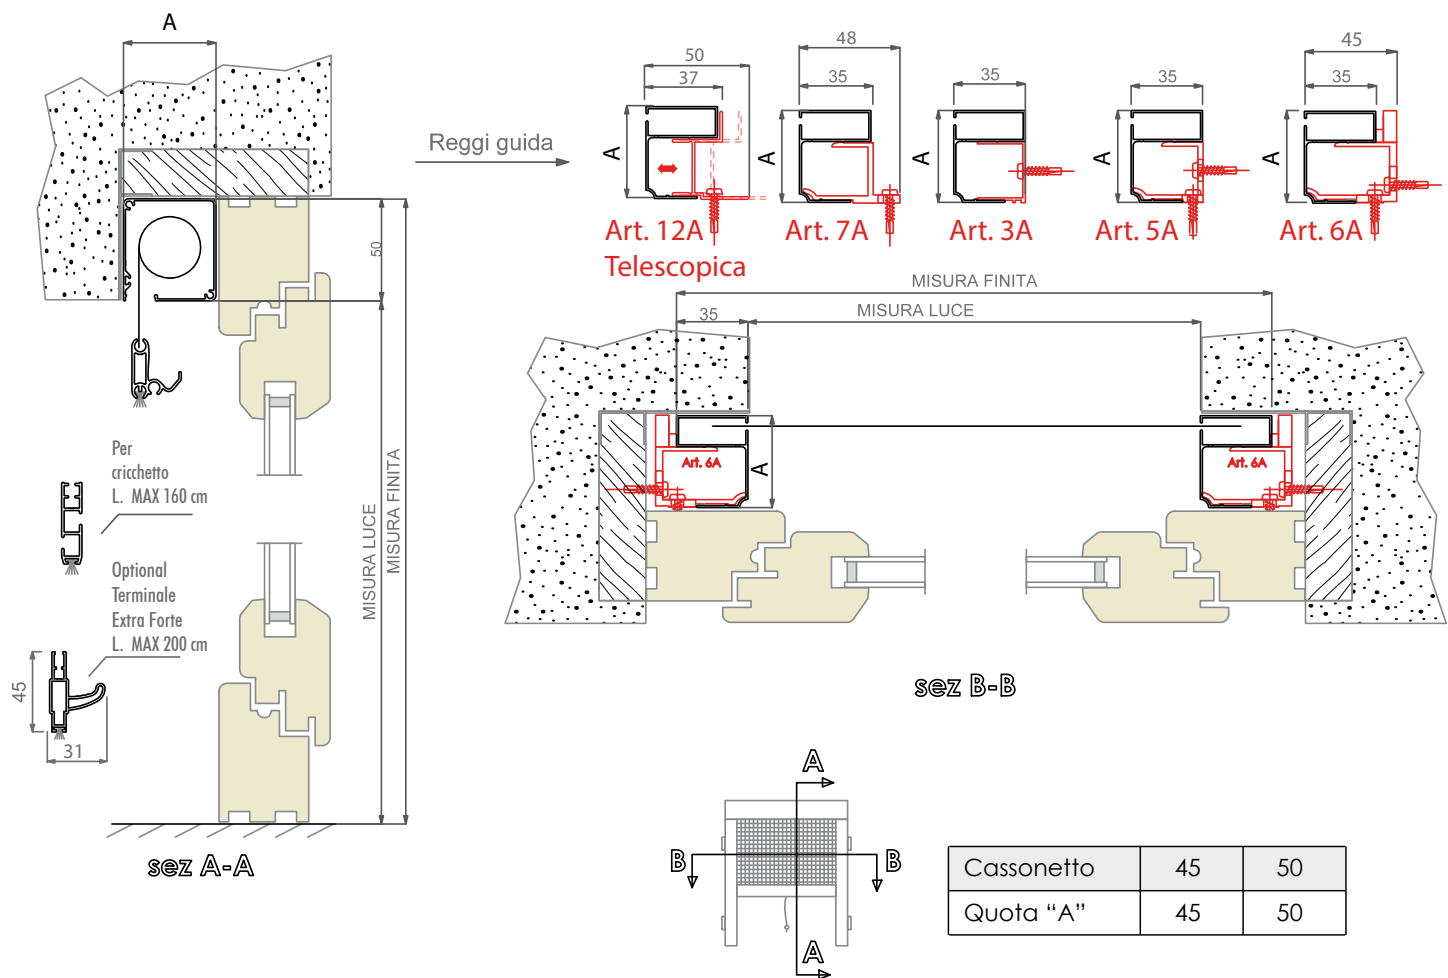 A
50
37
48
35
35
35
45
35
Reggi guida
A
A
A
A
A
Art. 12A
Telescopica
Art. 7A
Art. 3A
Art. 5A
Art. 6A
50
MISURA FINITA
35
MISURA LUCE
Art. 6A
A
Art. 6A
Per
cricchetto
L. MAX 160 cm
MISURA LUCE
MISURA FINITA
Optional
Terminale
Extra Forte
L. MAX 200 cm
45
31
sez A-A
sez B-B
A
B
B
A
Cassonetto 45 50
Quota “A” 45 50